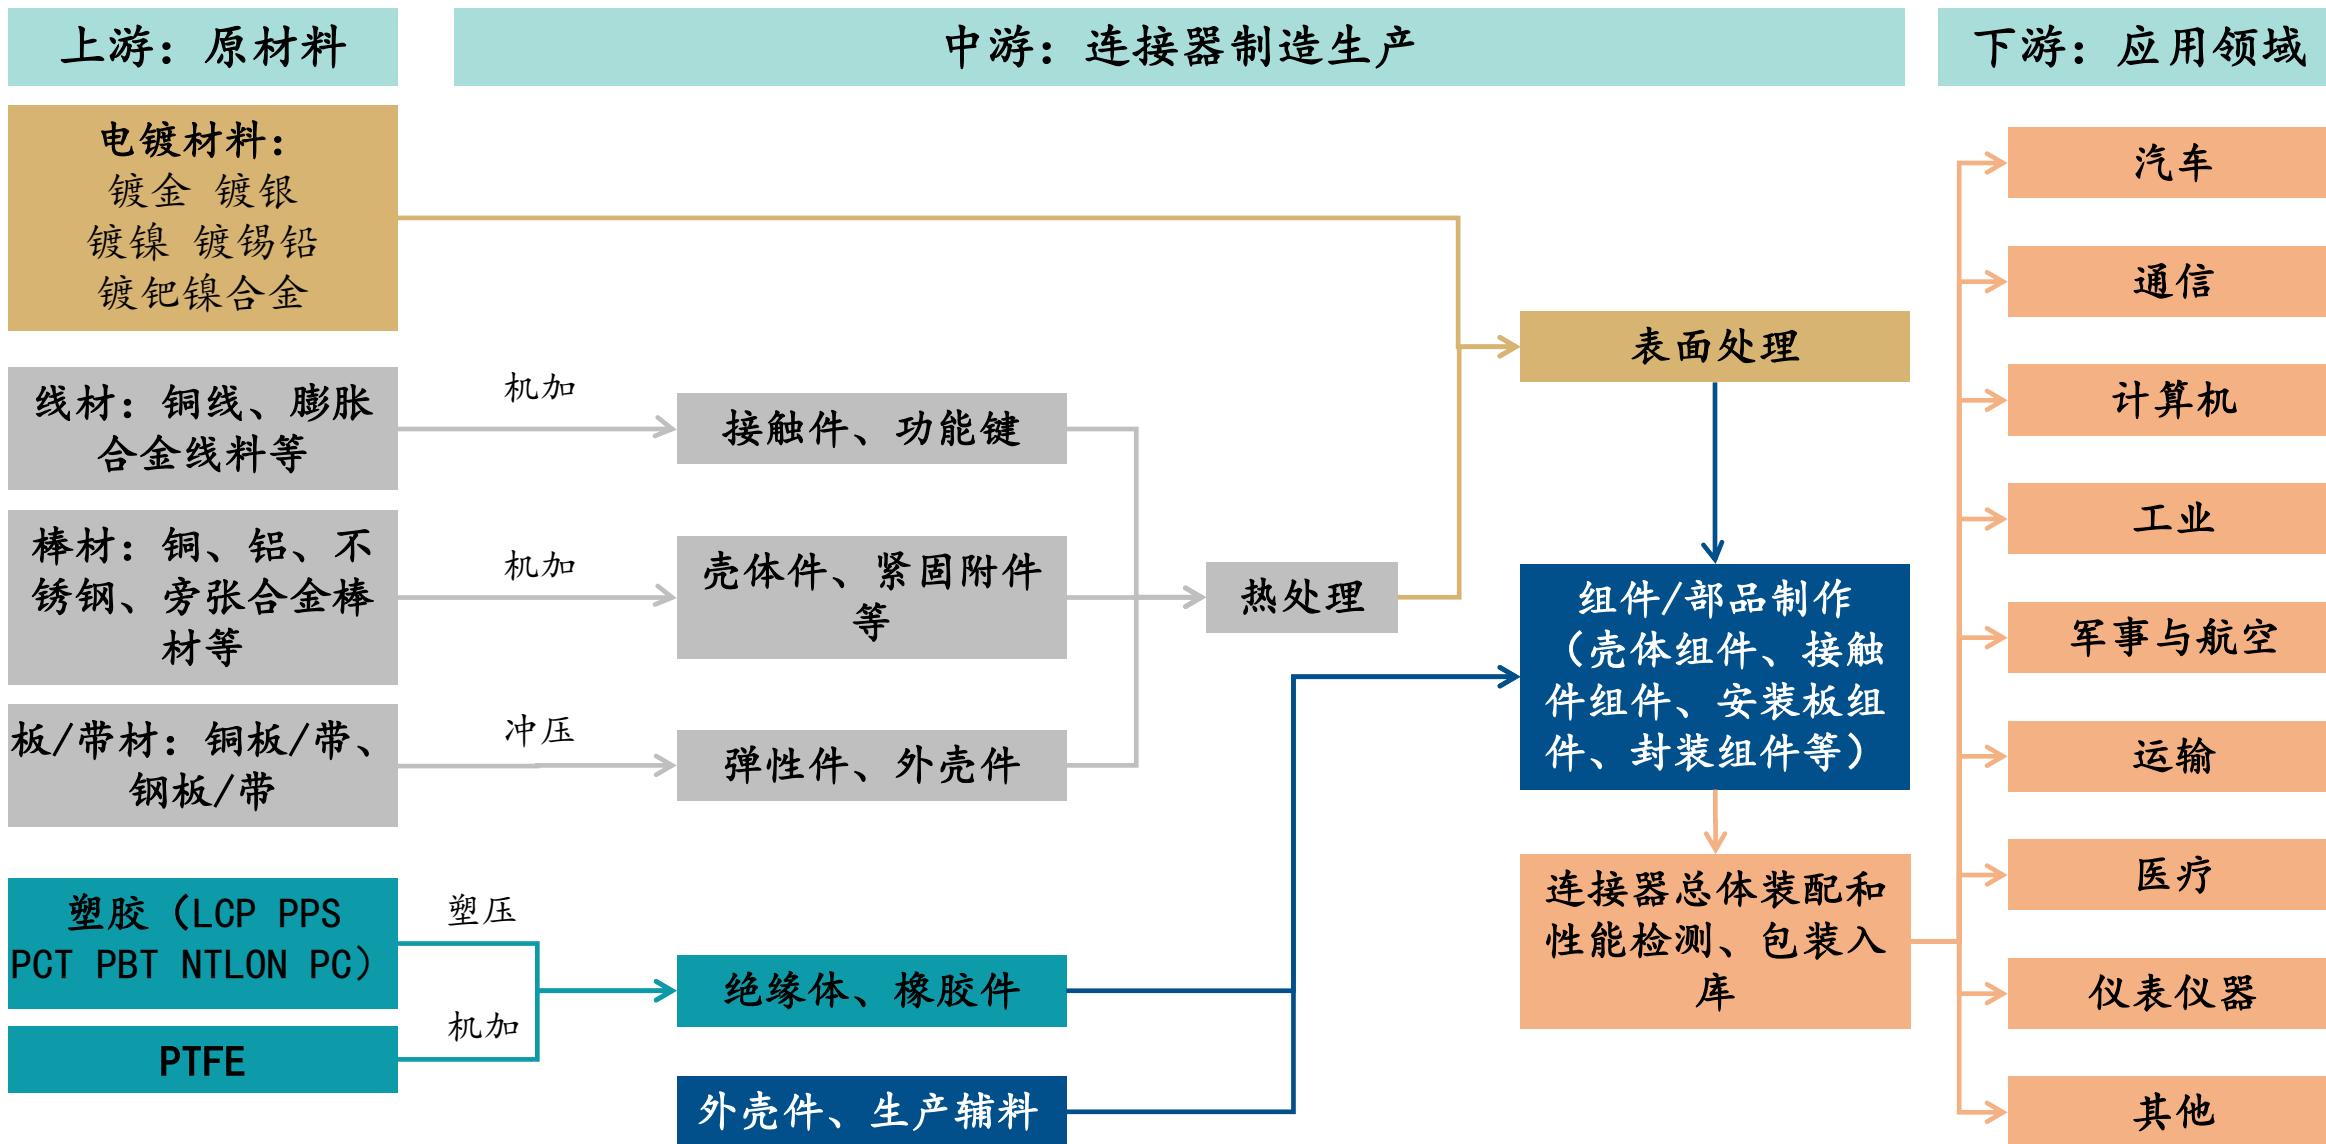 上游：原材料
中游：连接器制造生产
下游：应用领域
电镀材料：
镀金 镀银
镀镍 镀锡铅
镀钯镍合金
线材：铜线、膨胀
合金线料等
棒材：铜、铝、不
锈钢、旁张合金棒
材等
板/带材：铜板/带、
钢板/带
塑胶（LCP PPS
PCT PBT NTLON PC）
PTFE
机加
机加
冲压
塑压
机加
接触件、功能键
壳体件、紧固附件
等
弹性件、外壳件
绝缘体、橡胶件
外壳件、生产辅料
热处理
表面处理
组件/部品制作
（壳体组件、接触
件组件、安装板组
件、封装组件等）
连接器总体装配和
性能检测、包装入
库
汽车
通信
计算机
工业
军事与航空
运输
医疗
仪表仪器
其他